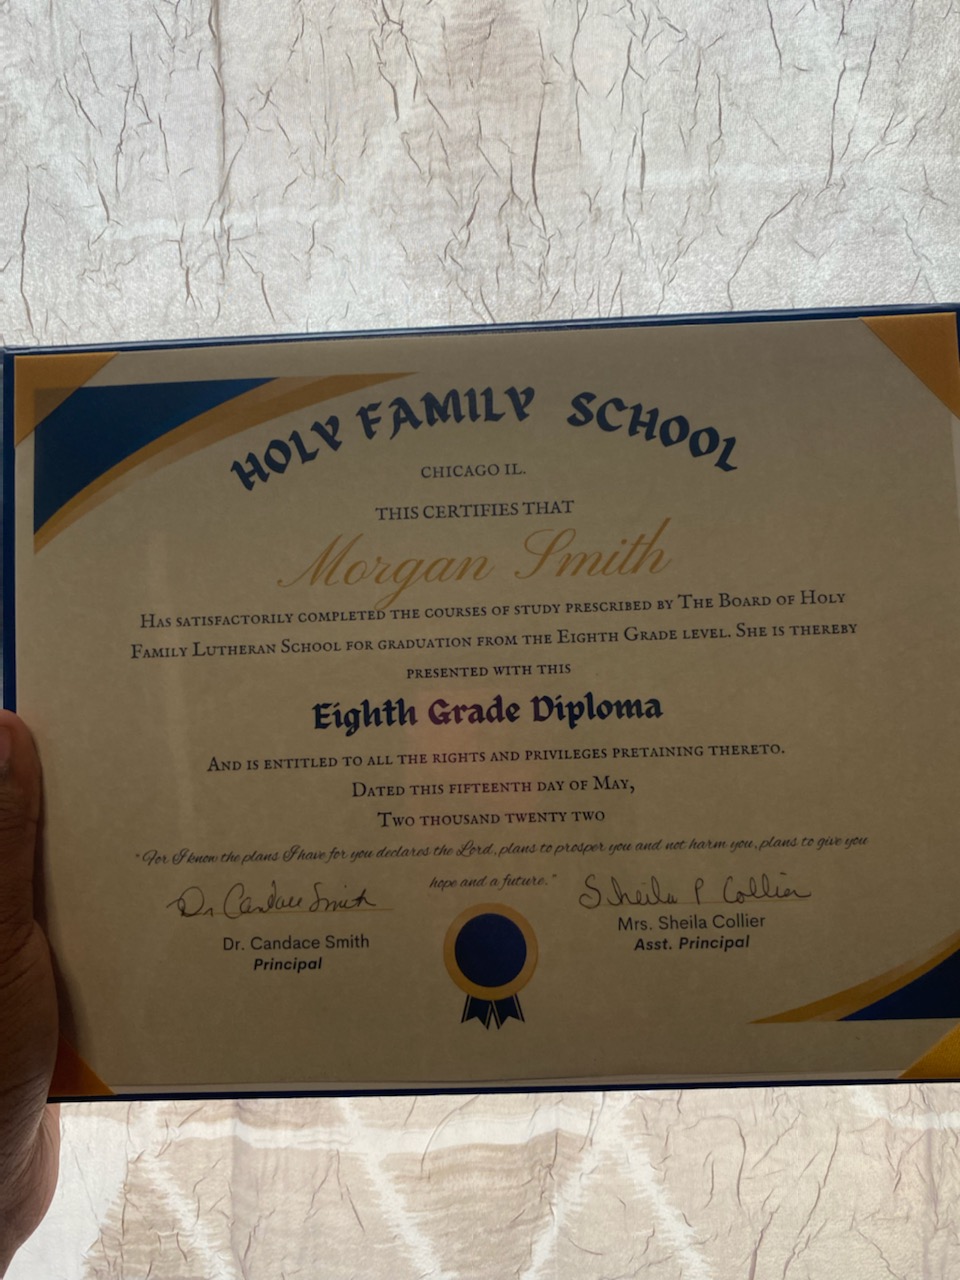 HOLY FAMILY SCHOOL
CHICAGO IL.
THIS CERTIFIES THAT
Morgan Smith
HAS SATISFACTORILY COMPLETED THE COURSES OF STUDY PRESCRIBED BY THE BOARD OF HOLY
FAMILY LUTHERAN SCHOOL FOR GRADUATION FROM THE EIGHTH GRADE LEVEL. SHE IS THEREBY
PRESENTED WITH THIS
Eighth Grade Diploma
AND IS ENTITLED TO ALL THE RIGHTS AND PRIVILEGES PRETAINING THERETO.
DATED THIS FIFTEENTH DAY OF MAY,
TWO THOUSAND TWENTY TWO
"For I know the plans I have for you declares the Lord, plans to prosper you and not harm you, plans to give you
hope and a future."
Dr Candace Smith
Sheila P Collier
Dr. Candace Smith
Principal
Mrs. Sheila Collier
Asst. Principal